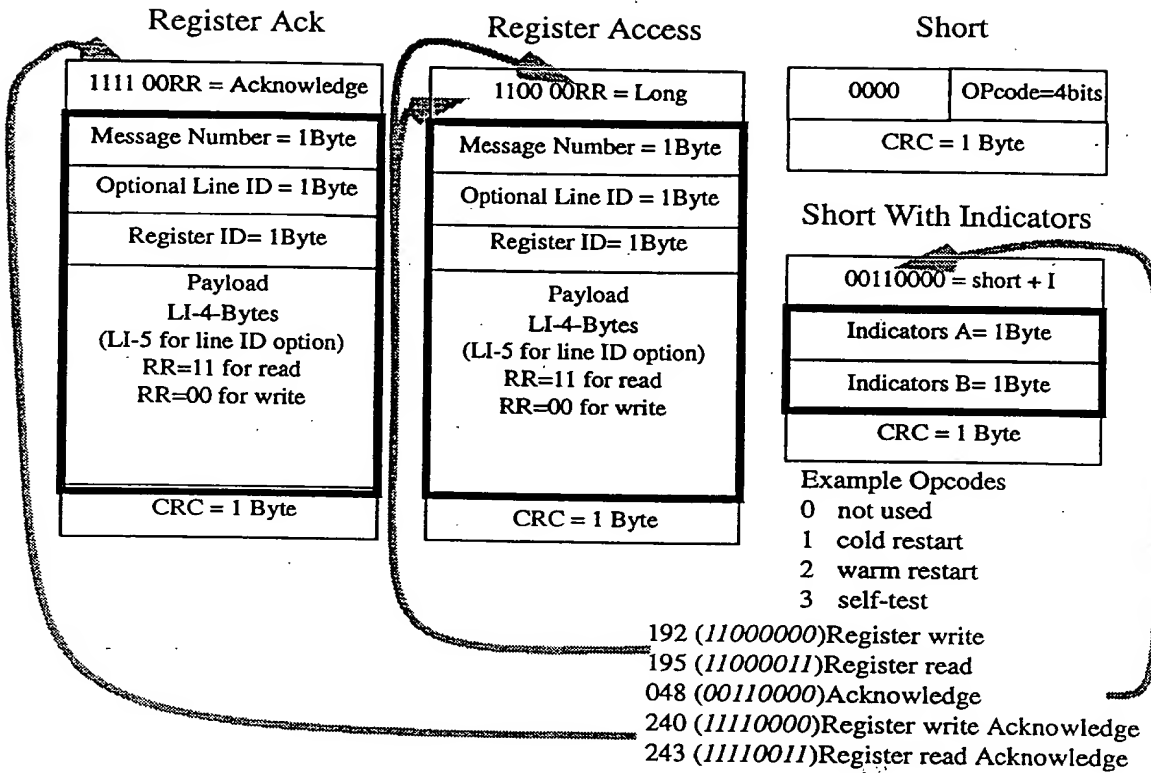 Register Ack
1111 00RR = Acknowledge
Message Number = 1Byte
Optional Line ID = 1Byte
Register ID= 1Byte
Payload
LI-4-Bytes
(LI-5 for line ID option)
RR=11 for read
RR=00 for write
CRC = 1 Byte
Register Access
1100 00RR = Long
Message Number = 1Byte
Optional Line ID = 1Byte
Register ID= 1Byte
Payload
LI-4-Bytes
(LI-5 for line ID option)
RR=11 for read
RR=00 for write
CRC = 1 Byte
Short
0000 OPcode=4bits
CRC = 1 Byte
Short With Indicators
00110000 = short + I
Indicators A= 1Byte
Indicators B= 1Byte
CRC = 1 Byte
Example Opcodes
0 not used
1 cold restart
2 warm restart
3 self-test
192 (11000000)Register write
195 (11000011)Register read
048 (00110000)Acknowledge
240 (11110000)Register write Acknowledge
243 (11110011)Register read Acknowledge